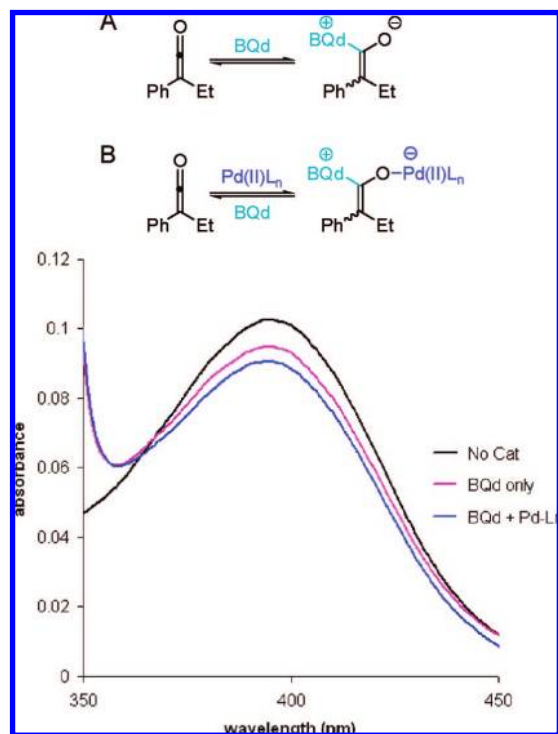 A
O
BQd
⊕
BQd
O
⊖
Ph
Et
Ph
Et
B
O
Pd(II)Ln
BQd
⊕
BQd
O
⊖
Pd(II)Ln
Ph
Et
Ph
Et
0.12
0.1
0.08
0.06
0.04
0.02
0
absorbance
No Cat
BQd only
BQd + Pd-Ln
350
400
450
wavelength (nm)